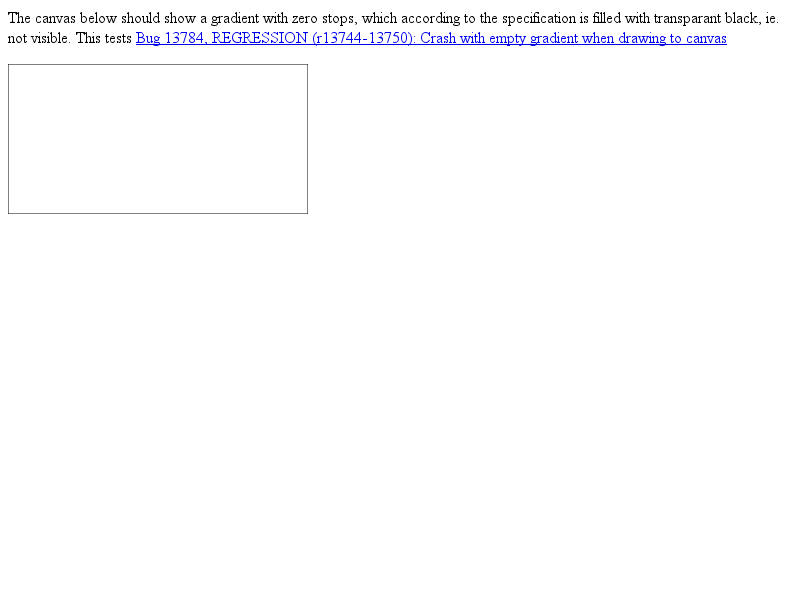 The canvas below should show a gradient with zero stops, which according to the specification is filled with transparant black, ie.
not visible. This tests Bug 13784, REGRESSION (r13744-13750): Crash with empty gradient when drawing to canvas